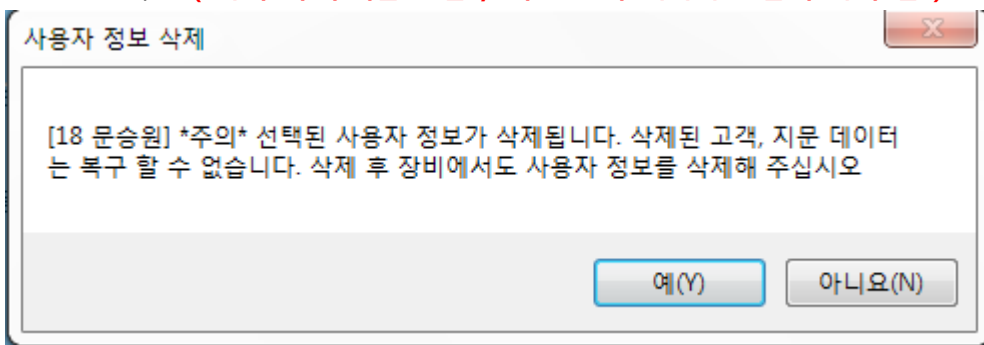 사용자 정보 삭제
[18 문승원] *주의* 선택된 사용자 정보가 삭제됩니다. 삭제된 고객, 지문 데이터
는 복구 할 수 없습니다. 삭제 후 장비에서도 사용자 정보를 삭제해 주십시오
예(Y)
아니요(N)